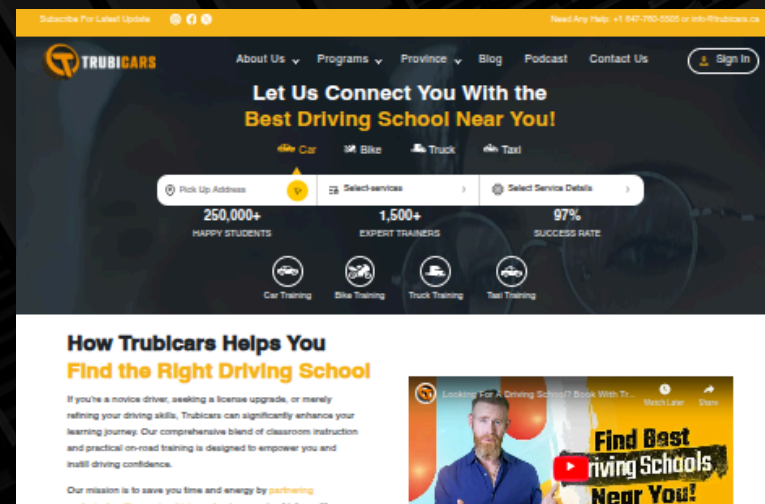 Subscribe For Latest Update
Need Any Help: +1 647-760-5505 or info@trubicars.ca
TRUBICARS
About Us
Programs
Province
Blog
Podcast
Contact Us
Sign In
Let Us Connect You With the
Best Driving School Near You!
Car
Bike
Truck
Taxi
Pick Up Address
Select-services
Select Service Details
250,000+
1,500+
97%
HAPPY STUDENTS
EXPERT TRAINERS
SUCCESS RATE
Car Training
Bike Training
Truck Training
Taxi Training
How Trubicars Helps You
Find the Right Driving School
If you're a novice driver, seeking a license upgrade, or merely
refining your driving skills, Trubicars can significantly enhance your
learning journey. Our comprehensive blend of classroom instruction
and practical on-road training is designed to empower you and
instill driving confidence.
Our mission is to save you time and energy by partnering
Looking For A Driving School? Book With Tr...
Watch Later
Share
Find Best
riving Schools
Near You!